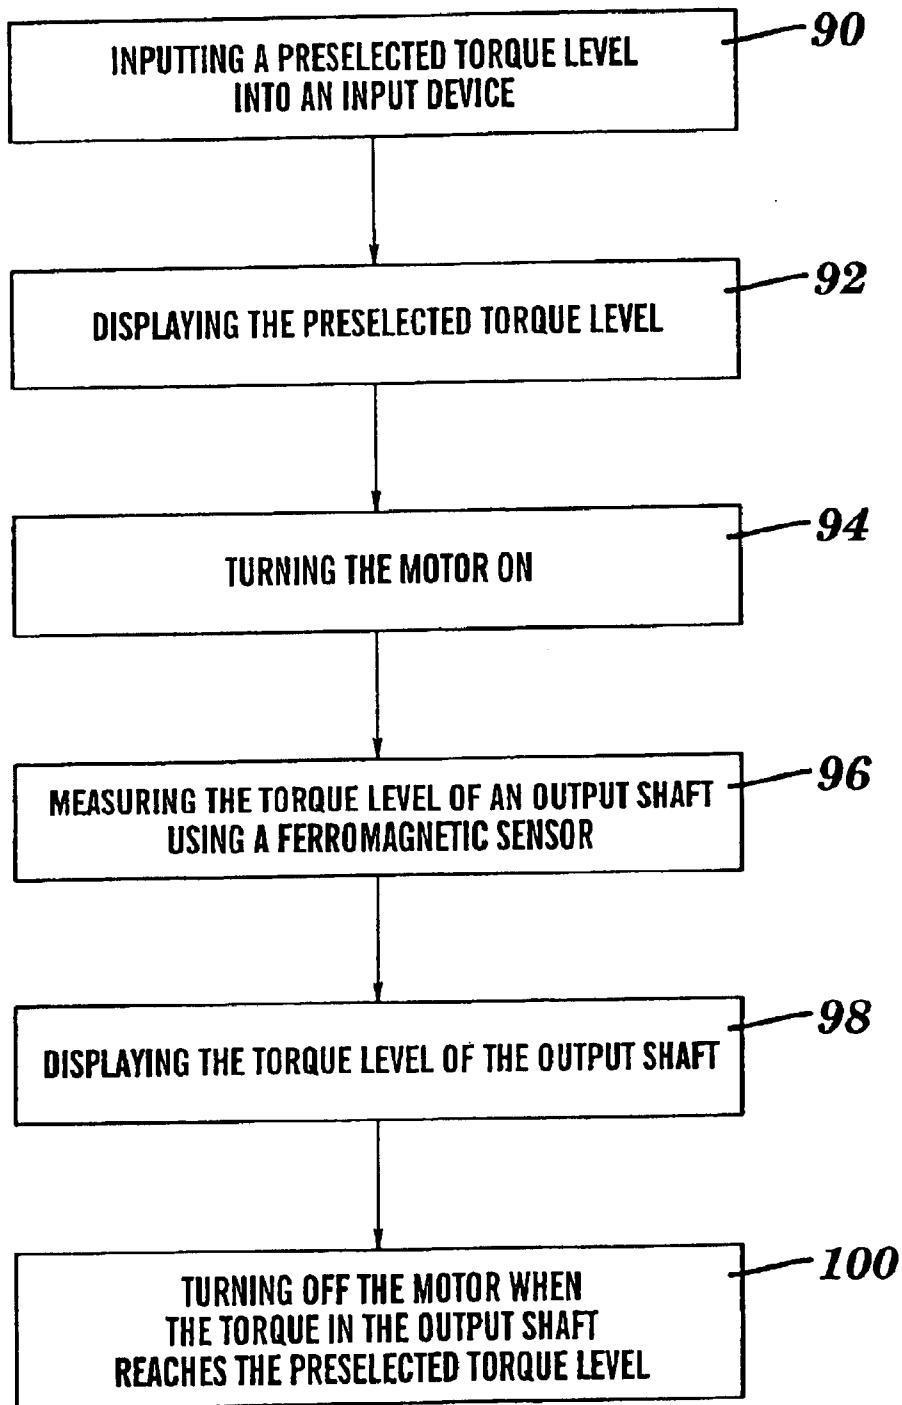 90
INPUTTING A PRESELECTED TORQUE LEVEL
INTO AN INPUT DEVICE
92
DISPLAYING THE PRESELECTED TORQUE LEVEL
94
TURNING THE MOTOR ON
96
MEASURING THE TORQUE LEVEL OF AN OUTPUT SHAFT
USING A FERROMAGNETIC SENSOR
98
DISPLAYING THE TORQUE LEVEL OF THE OUTPUT SHAFT
100
TURNING OFF THE MOTOR WHEN
THE TORQUE IN THE OUTPUT SHAFT
REACHES THE PRESELECTED TORQUE LEVEL